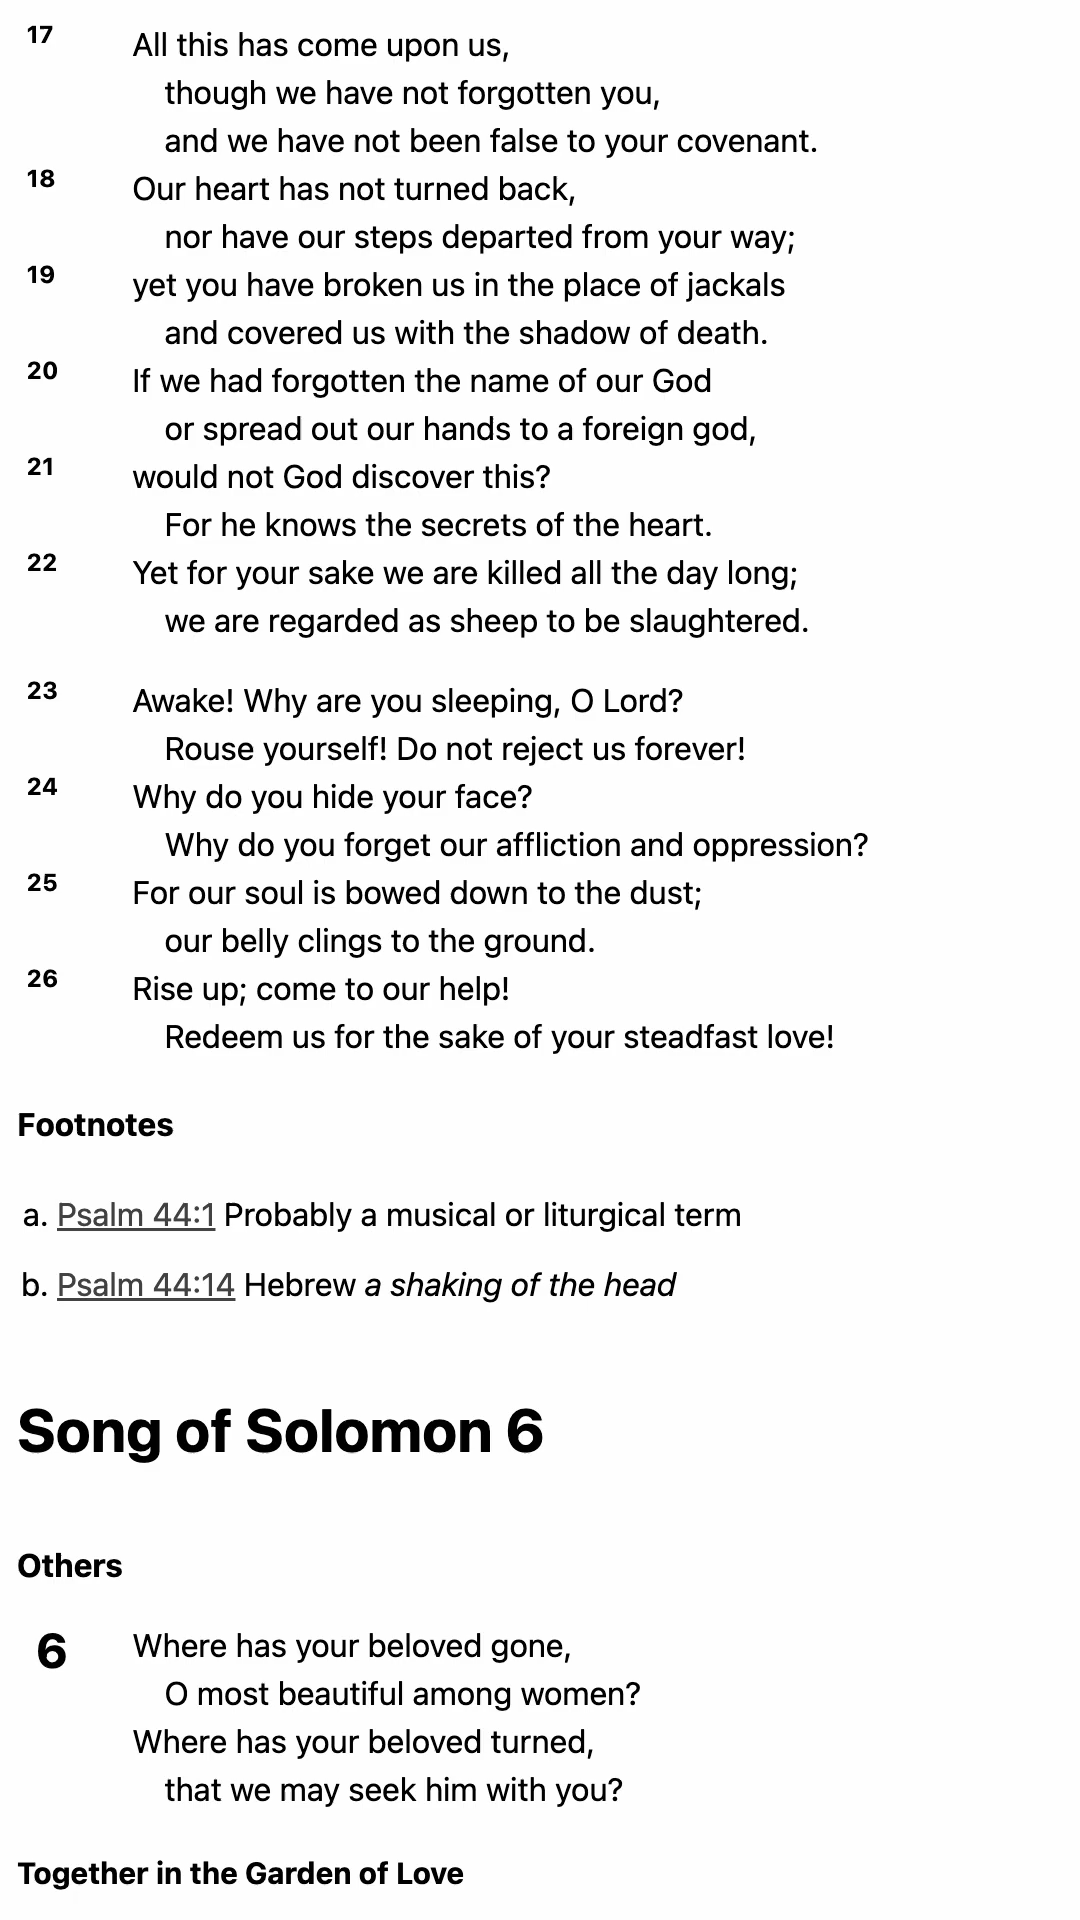 17 All this has come upon us,
though we have not forgotten you,
and we have not been false to your covenant.
18 Our heart has not turned back,
nor have our steps departed from your way;
19 yet you have broken us in the place of jackals
and covered us with the shadow of death.
20 If we had forgotten the name of our God
or spread out our hands to a foreign god,
21 would not God discover this?
For he knows the secrets of the heart.
22 Yet for your sake we are killed all the day long;
we are regarded as sheep to be slaughtered.
23 Awake! Why are you sleeping, O Lord?
Rouse yourself! Do not reject us forever!
24 Why do you hide your face?
Why do you forget our affliction and oppression?
25 For our soul is bowed down to the dust;
our belly clings to the ground.
26 Rise up; come to our help!
Redeem us for the sake of your steadfast love!
Footnotes
a. Psalm 44:1 Probably a musical or liturgical term
b. Psalm 44:14 Hebrew a shaking of the head
Song of Solomon 6
Others
6 Where has your beloved gone,
O most beautiful among women?
Where has your beloved turned,
that we may seek him with you?
Together in the Garden of Love